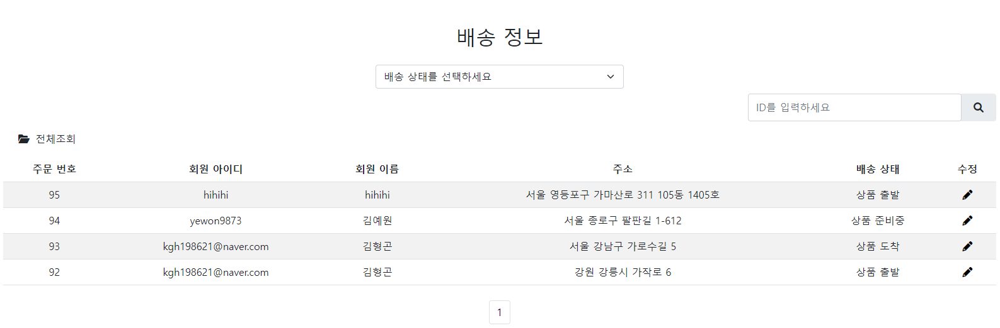 배송 정보
배송 상태를 선택하세요
ID를 입력하세요
전체조회
주문 번호 회원 아이디 회원 이름 주소 배송 상태 수정
95 hihihi hihihi 서울 영등포구 가마산로 311 105동 1405호 상품 출발
94 yewon9873 김예원 서울 종로구 팔판길 1-612 상품 준비중
93 kgh198621@naver.com 김형곤 서울 강남구 가로수길 5 상품 도착
92 kgh198621@naver.com 김형곤 강원 강릉시 가작로 6 상품 출발
1